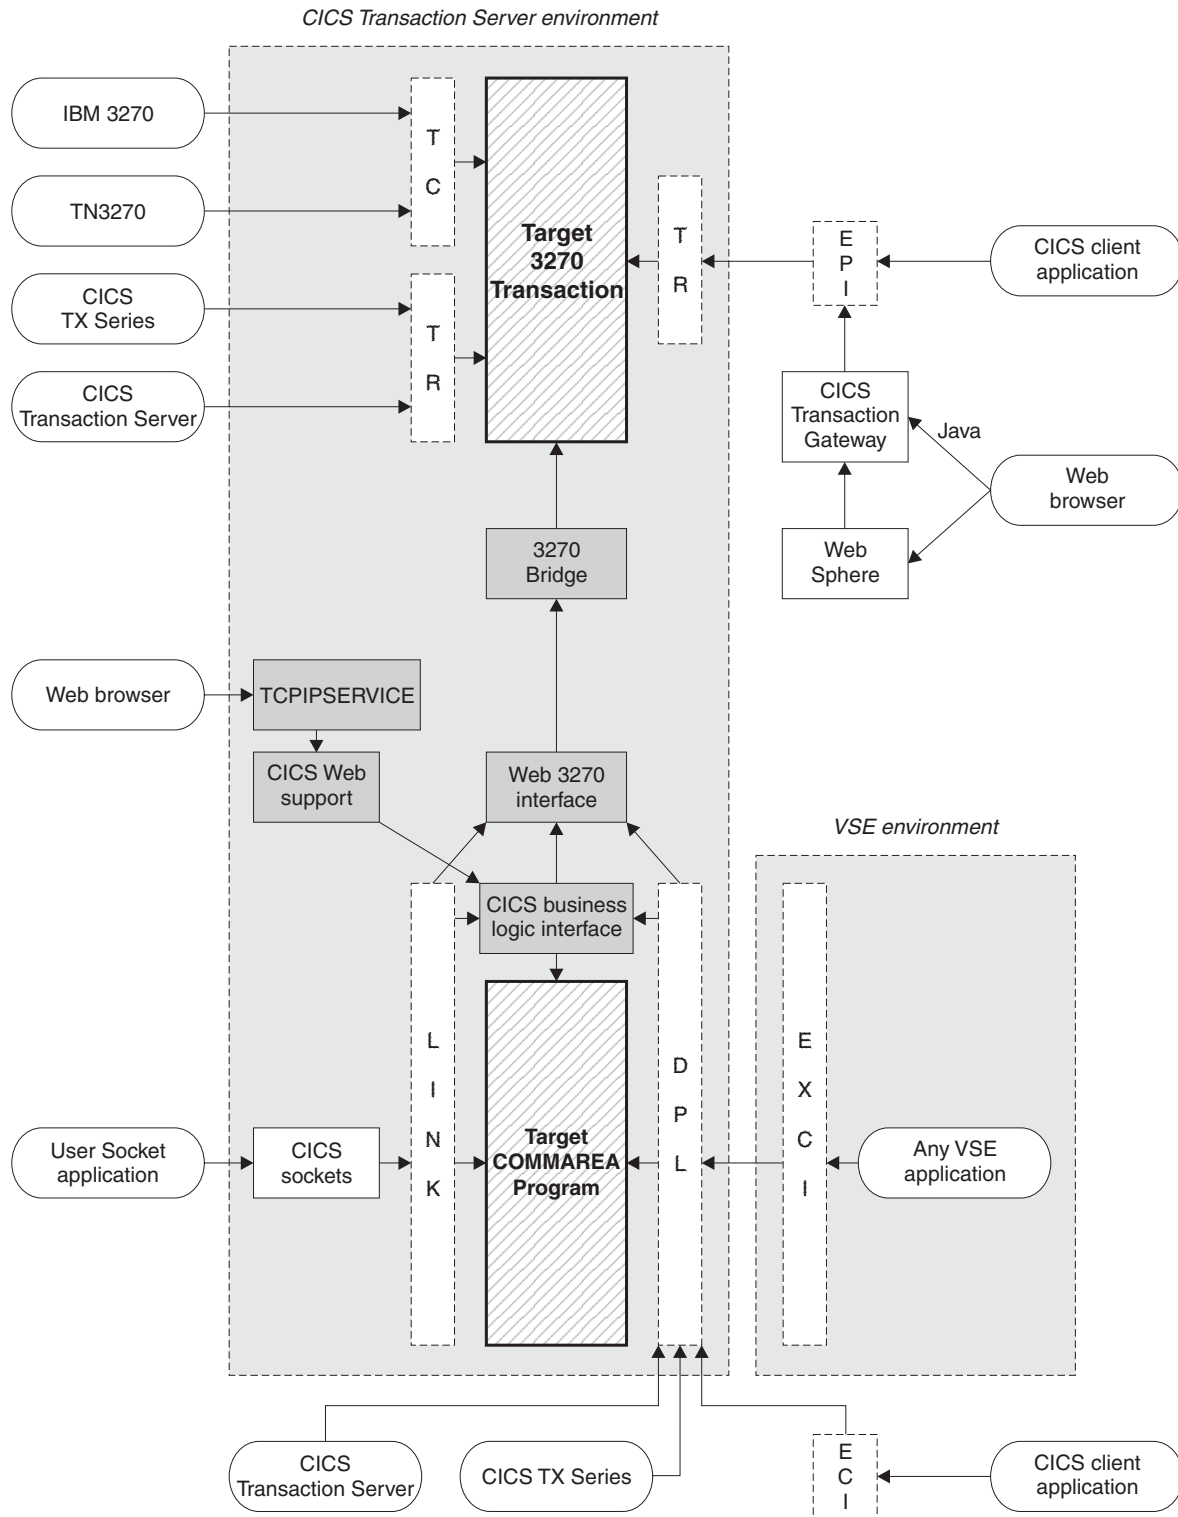 CICS Transaction Server environment
IBM 3270
TN3270
CICS
TX Series
CICS
Transaction Server
T
C
T
R
Target
3270
Transaction
T
R
E
P
I
CICS client
application
CICS
Transaction
Gateway
Java
Web
browser
Web
Sphere
3270
Bridge
Web browser
TCPIPSERVICE
CICS Web
support
Web 3270
interface
VSE environment
CICS business
logic interface
L
I
N
K
D
P
L
E
X
C
I
User Socket
application
CICS
sockets
Target
COMMAREA
Program
Any VSE
application
CICS
Transaction Server
CICS TX Series
E
C
I
CICS client
application